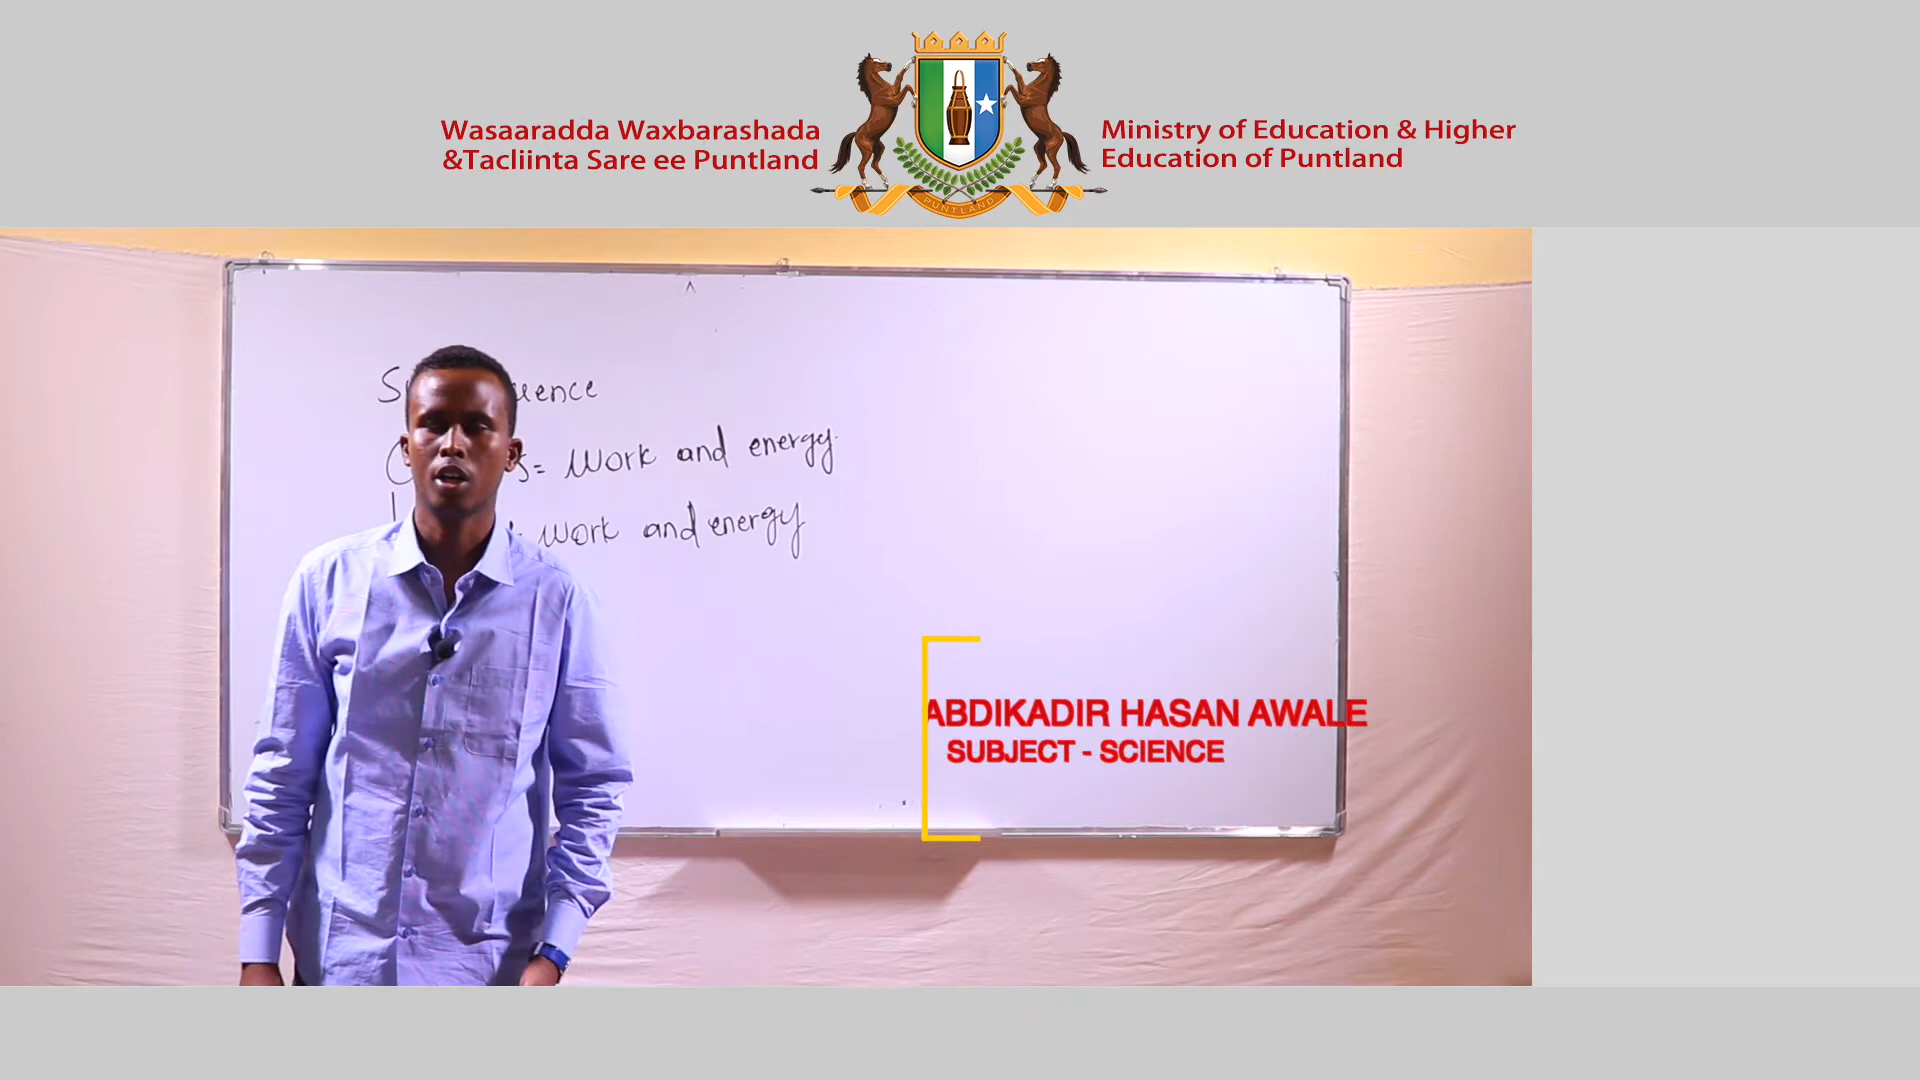 Wasaaradda Waxbarashada
&Tacliinta Sare ee Puntland
Ministry of Education & Higher
Education of Puntland
PUNTLAND
= Work and energy.
work and energy
ABDIKADIR HASAN AWALE
SUBJECT - SCIENCE